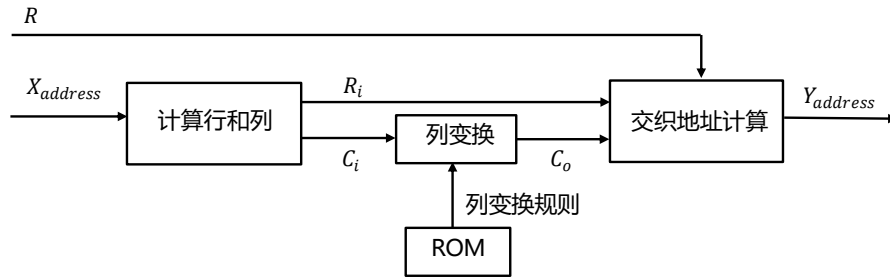 R
X_address
计算行和列
R_i
C_i
列变换
C_o
交织地址计算
Y_address
列变换规则
ROM